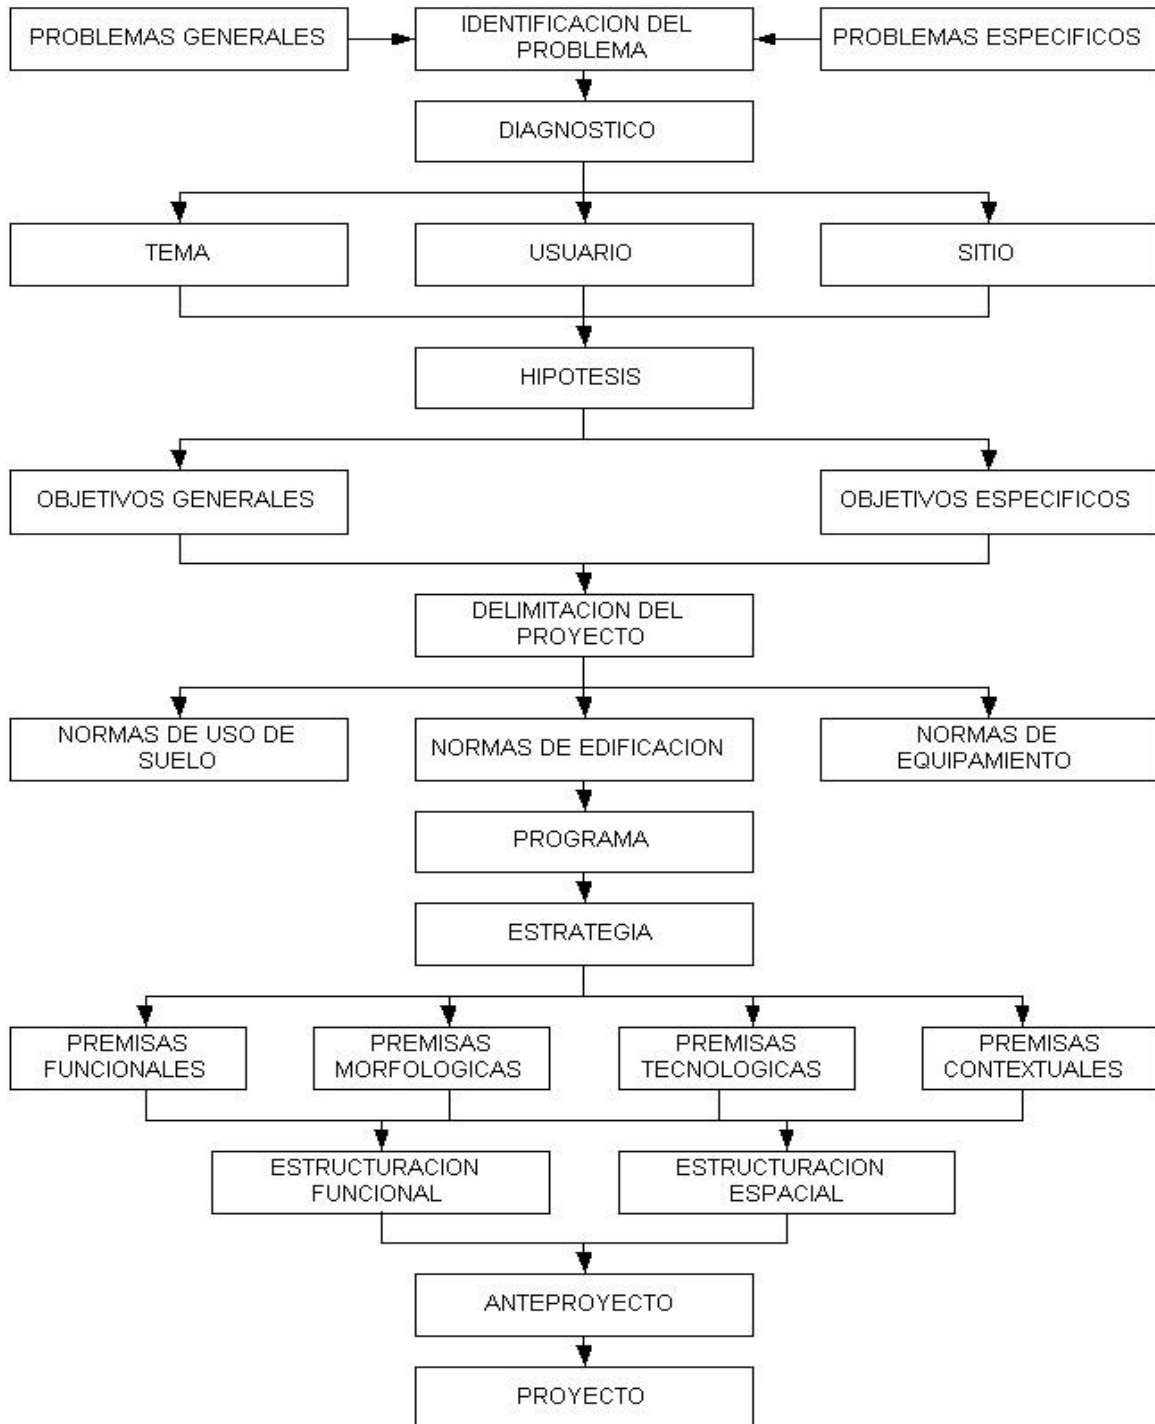 PROBLEMAS GENERALES
IDENTIFICACION DEL
PROBLEMA
PROBLEMAS ESPECIFICOS
DIAGNOSTICO
TEMA
USUARIO
SITIO
HIPOTESIS
OBJETIVOS GENERALES
OBJETIVOS ESPECIFICOS
DELIMITACION DEL
PROYECTO
NORMAS DE USO DE
SUELO
NORMAS DE EDIFICACION
NORMAS DE
EQUIPAMIENTO
PROGRAMA
ESTRATEGIA
PREMISAS
FUNCIONALES
PREMISAS
MORFOLOGICAS
PREMISAS
TECNOLOGICAS
PREMISAS
CONTEXTUALES
ESTRUCTURACION
FUNCIONAL
ESTRUCTURACION
ESPACIAL
ANTEPROYECTO
PROYECTO